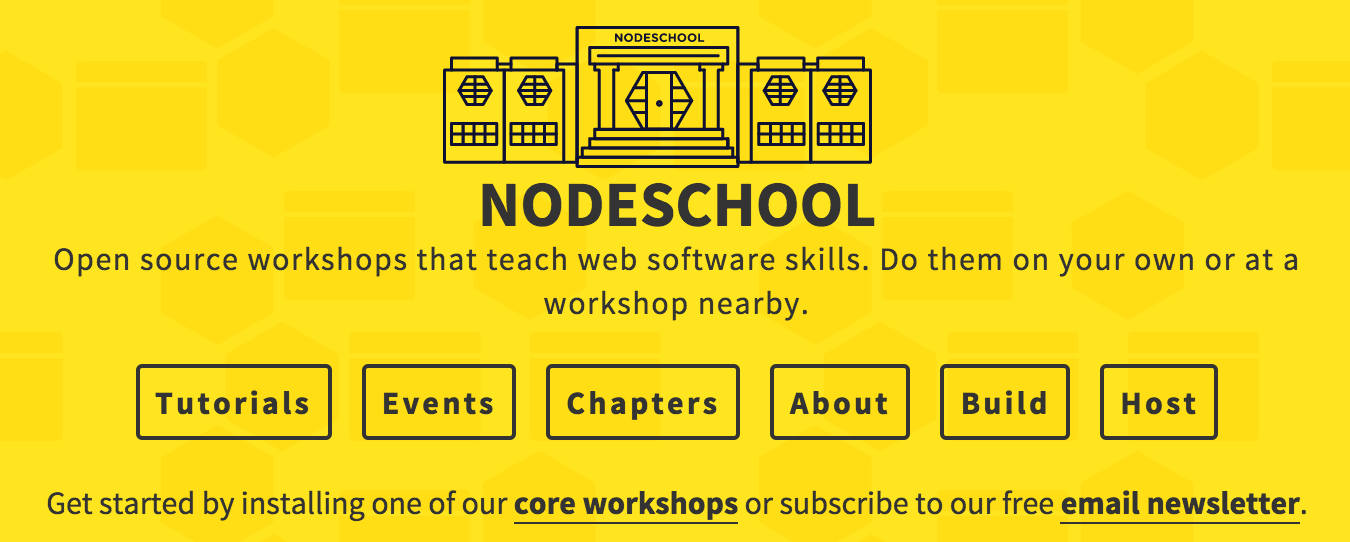 NODESCHOOL
NODESCHOOL
Open source workshops that teach web software skills. Do them on your own or at a
workshop nearby.
Tutorials Events Chapters About Build Host
Get started by installing one of our core workshops or subscribe to our free email newsletter.